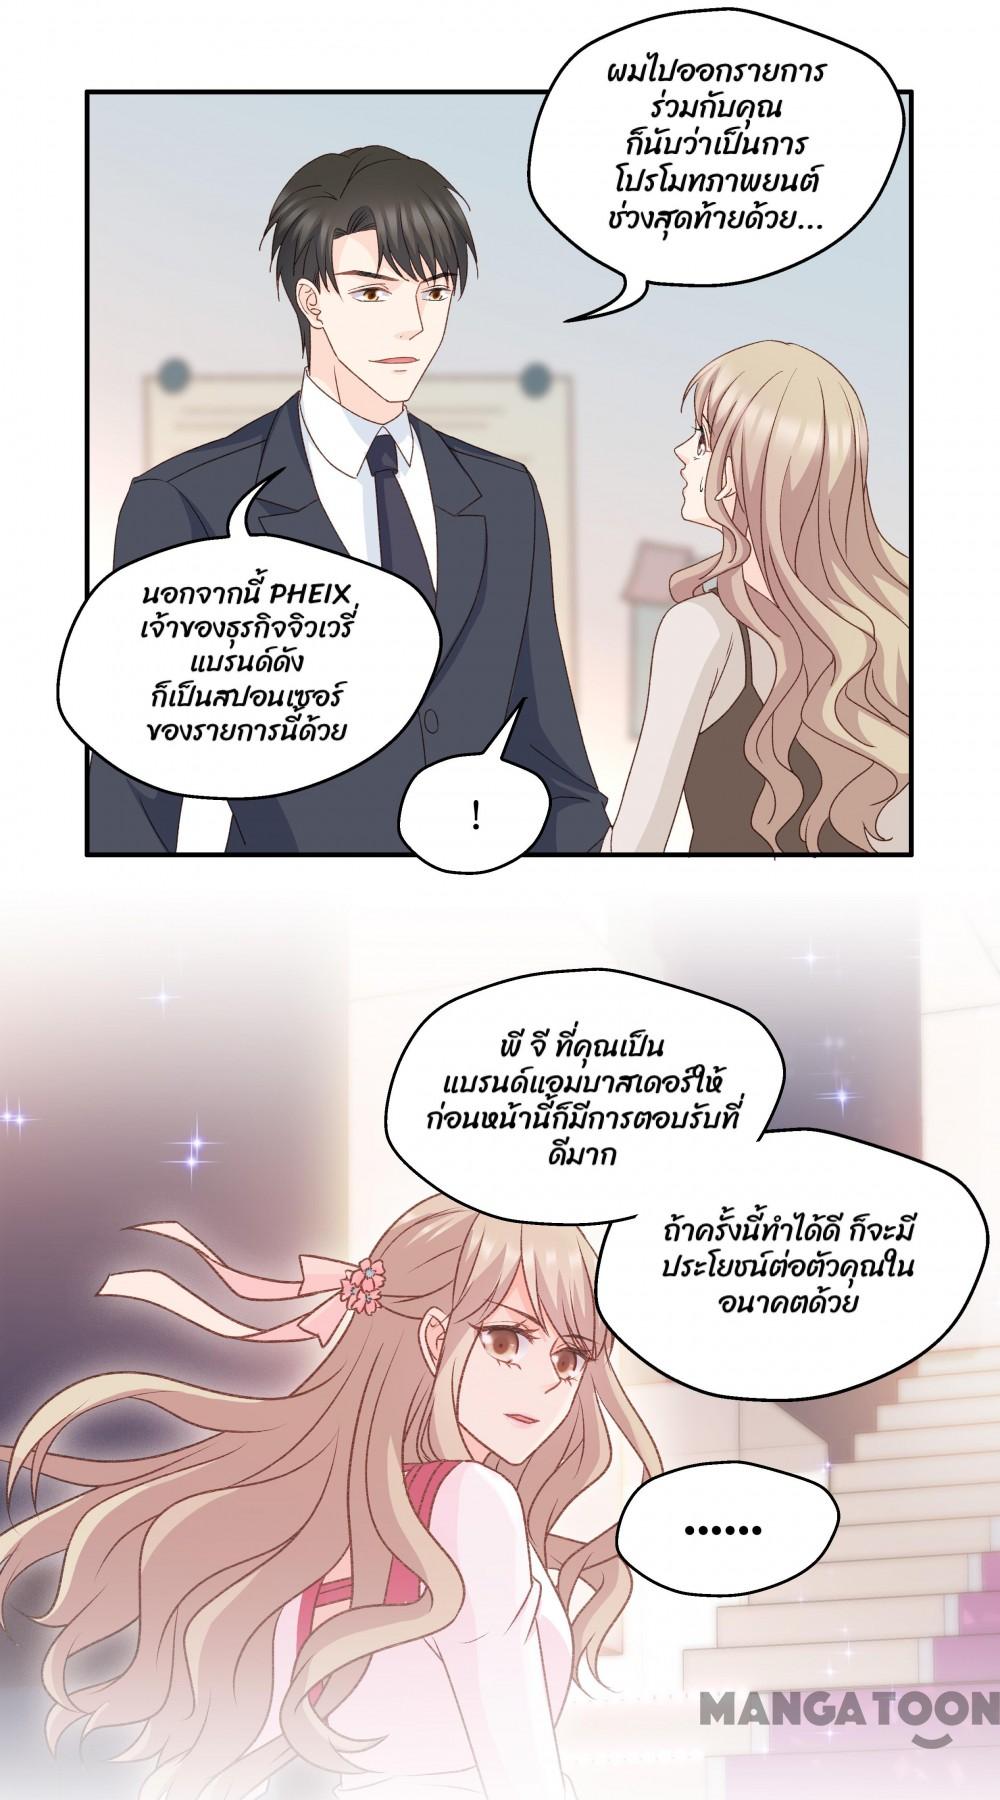 ผมไปออกรายการ
ร่วมกับคุณ
ก็นับว่าเป็นการ
โปรโมทภาพยนต์
ช่วงสุดท้ายด้วย...
นอกจากนี้ PHEIX
เจ้าของธุรกิจจิวเวรี่
แบรนด์ดัง
ก็เป็นสปอนเซอร์
ของรายการนี้ด้วย
!
พี จี ที่คุณเป็น
แบรนด์แอมบาสเดอร์ให้
ก่อนหน้านี้ก็มีการตอบรับที่
ดีมาก
ถ้าครั้งนี้ทำได้ดี ก็จะมี
ประโยชน์ต่อตัวคุณใน
อนาคตด้วย
......
MANGATOON